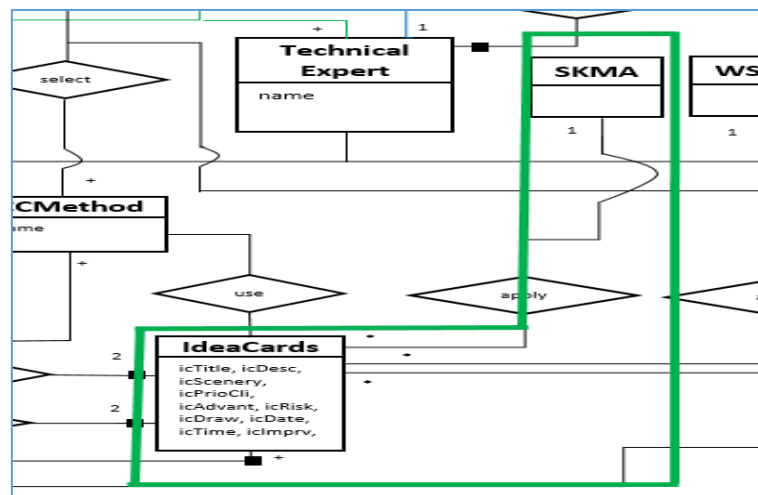 +
1
Technical
Expert
name
SKMA
WS
1
1
select
+
CMethod
ame
+
use
apply
2
IdeaCards
*
*
*
icTitle, icDesc,
icScenery,
icPrioCli,
icAdvant, icRisk,
icDraw, icDate,
icTime, icImprv,
2
+